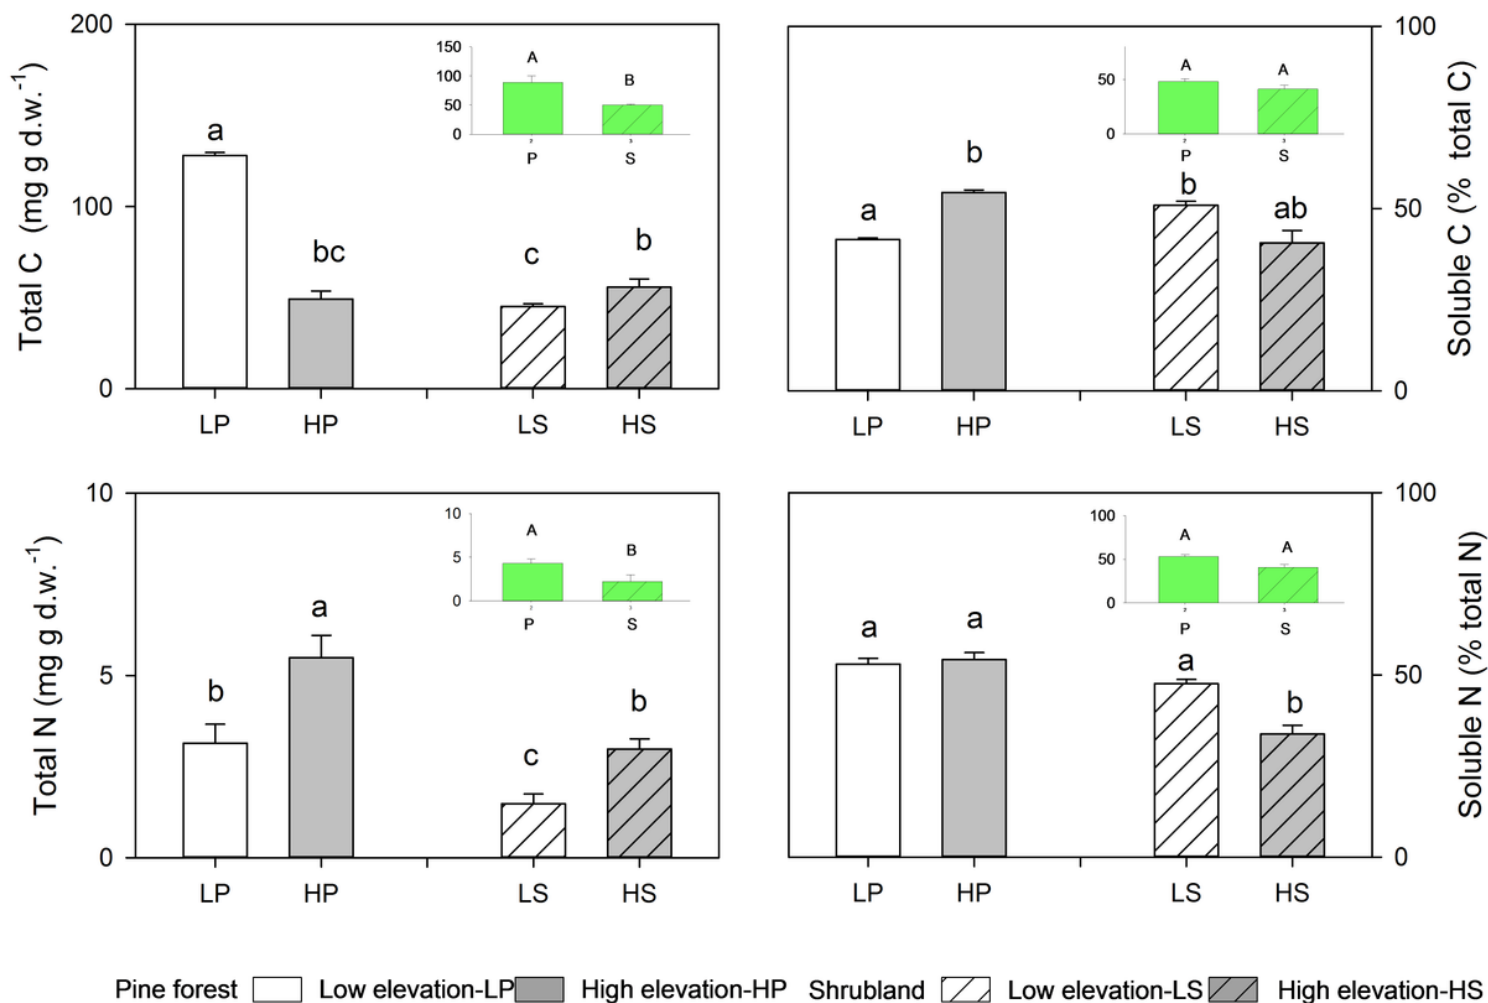 200
100
0
Total C (mg g d.w.-1)
a
bc
c
b
LP
HP
LS
HS
150
100
50
0
A
B
P
S
100
50
0
Soluble C (% total C)
a
b
b
ab
LP
HP
LS
HS
50
0
A
A
P
S
10
5
0
Total N (mg g d.w.-1)
b
a
c
b
LP
HP
LS
HS
10
5
0
A
B
P
S
100
50
0
Soluble N (% total N)
a
a
a
b
LP
HP
LS
HS
100
50
0
A
A
P
S
Pine forest Low elevation-LP High elevation-HP Shrubland Low elevation-LS High elevation-HS